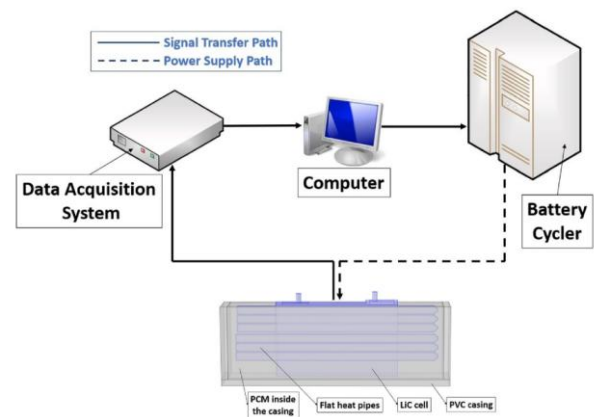 Signal Transfer Path
Power Supply Path
Data Acquisition
System
Computer
Battery
Cycler
PCM inside
the casing
Flat heat pipes
LiC cell
PVC casing